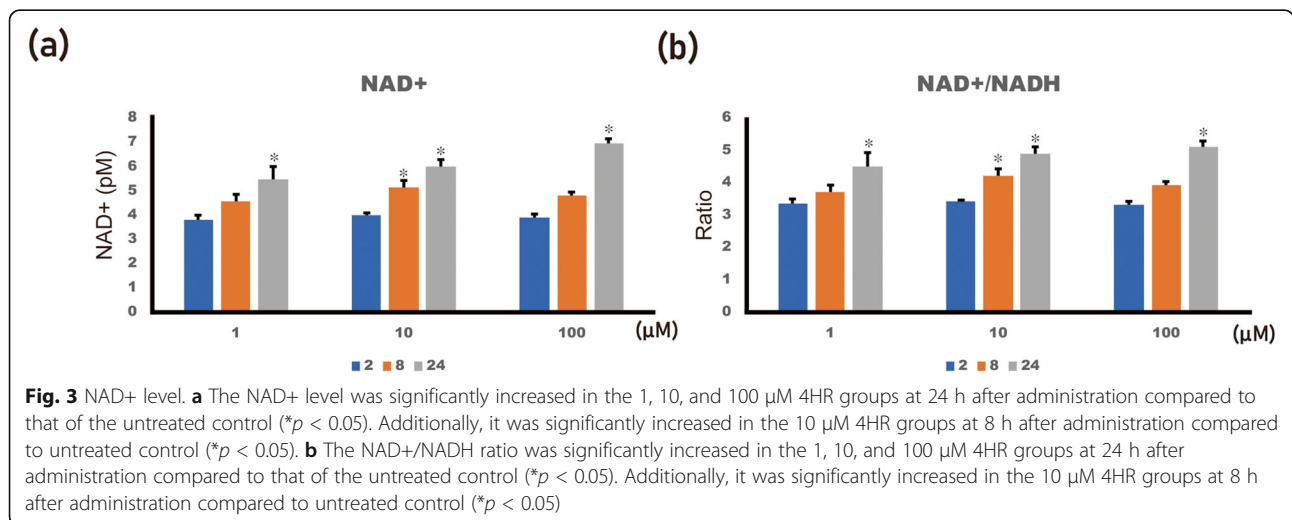 (a)
NAD+
NAD+ (pM)
8
7
6
5
4
3
2
1
0
* * * *
1 10 100 (µM)
2 8 24
(b)
NAD+/NADH
Ratio
6
5
4
3
2
1
0
* * * *
1 10 100 (µM)
2 8 24
Fig. 3 NAD+ level. a The NAD+ level was significantly increased in the 1, 10, and 100 µM 4HR groups at 24 h after administration compared to
that of the untreated control (*p < 0.05). Additionally, it was significantly increased in the 10 µM 4HR groups at 8 h after administration compared
to untreated control (*p < 0.05). b The NAD+/NADH ratio was significantly increased in the 1, 10, and 100 µM 4HR groups at 24 h after
administration compared to that of the untreated control (*p < 0.05). Additionally, it was significantly increased in the 10 µM 4HR groups at 8 h
after administration compared to untreated control (*p < 0.05)